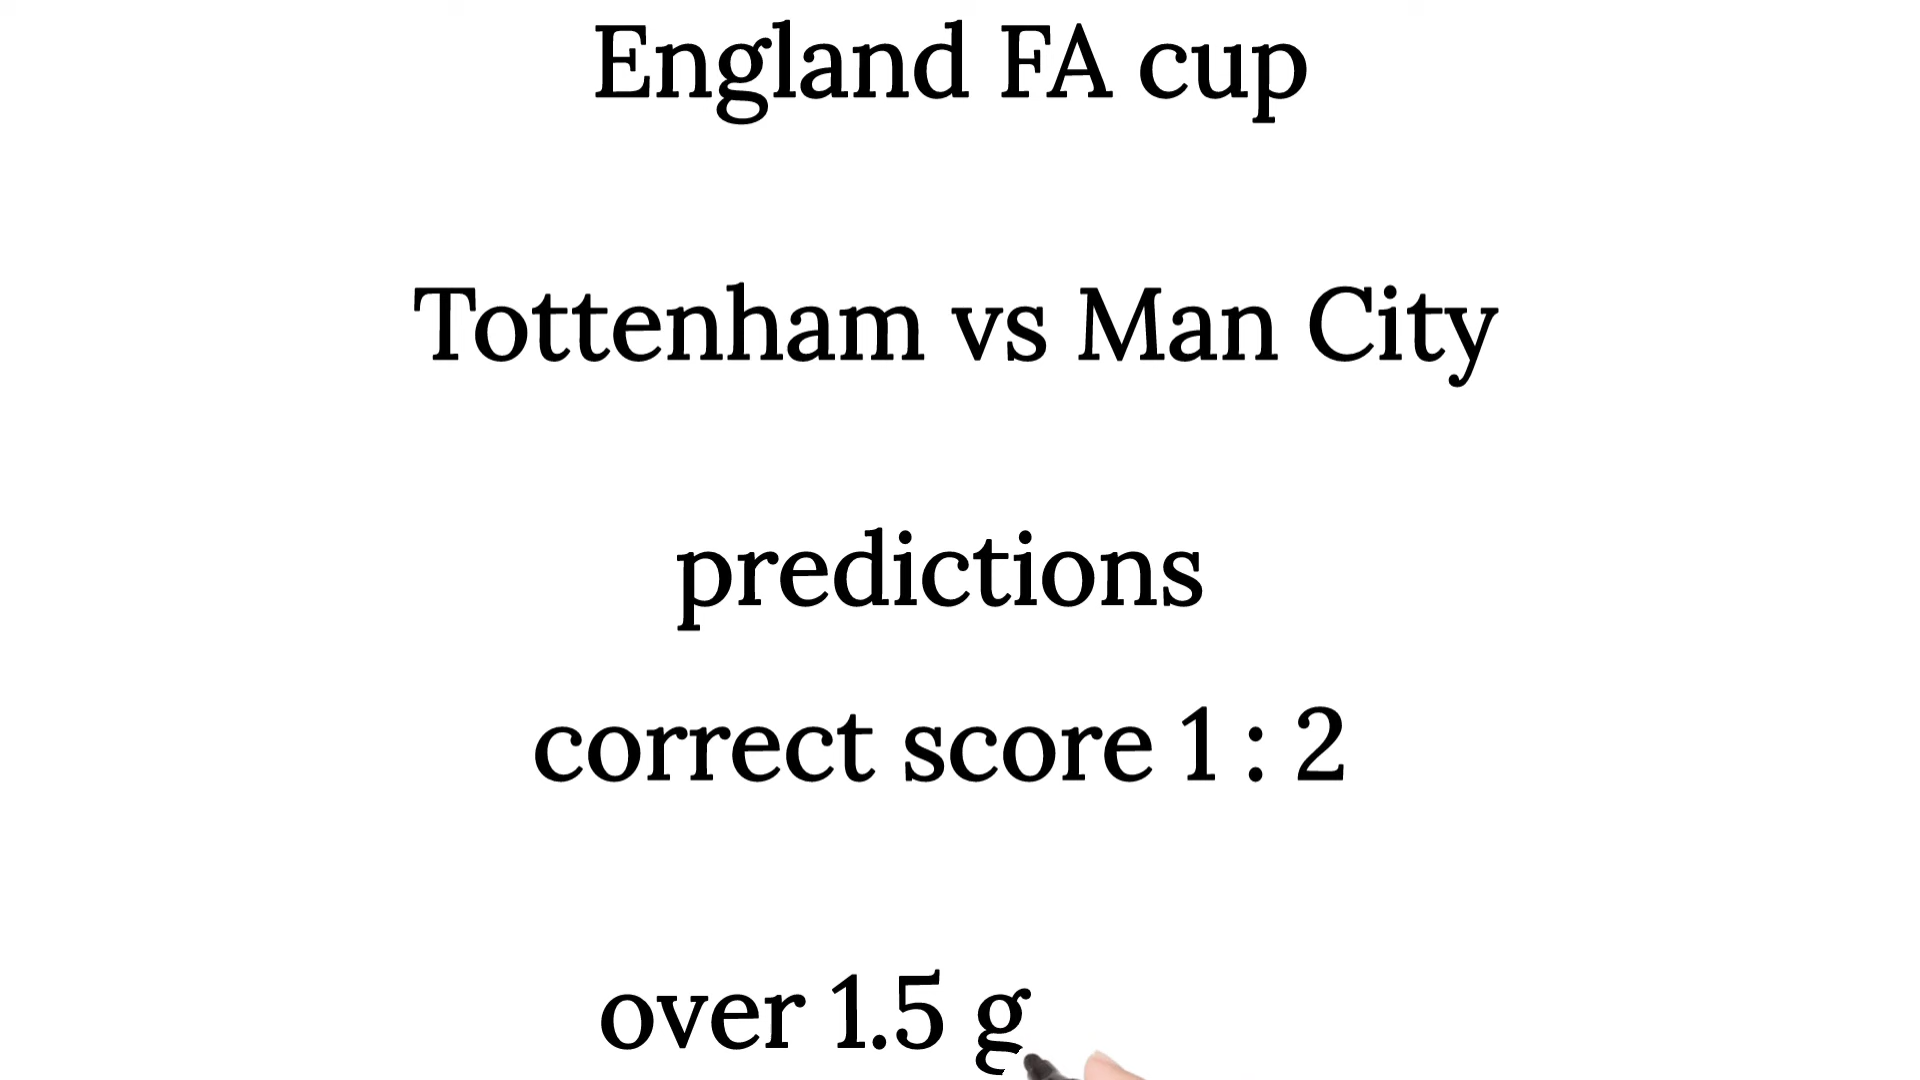 England FA cup
Tottenham vs Man City
predictions
correct score 1 : 2
over 1.5 g